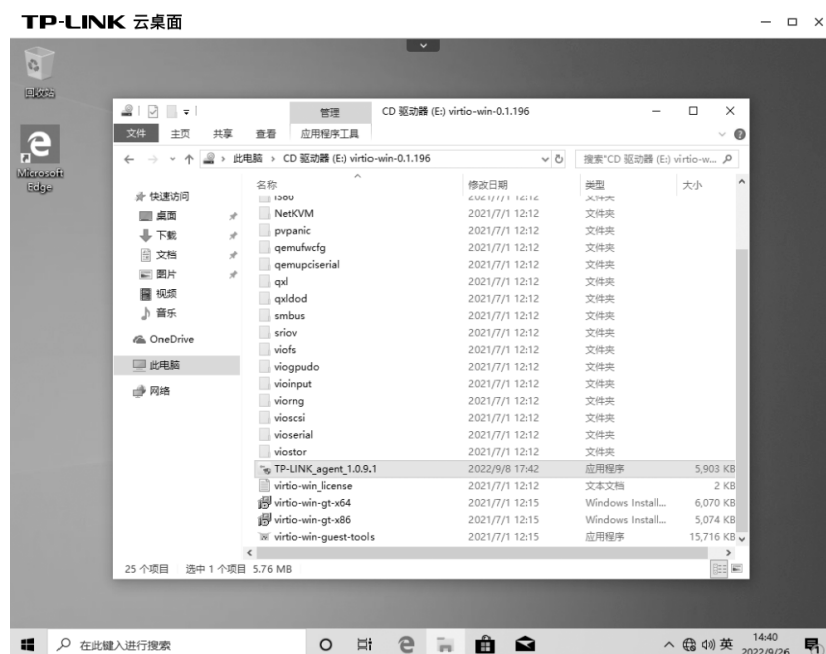 TP-LINK 云桌面
回收站
Microsoft
Edge
管理
CD 驱动器 (E:) virtio-win-0.1.196
文件 主页 共享 查看 应用程序工具
此电脑 › CD 驱动器 (E:) virtio-win-0.1.196
搜索"CD 驱动器 (E:) virtio-w...
名称 修改日期 类型 大小
快速访问
桌面
下载
文档
图片
视频
音乐
OneDrive
此电脑
网络
i386 2021/7/1 12:12 文件夹
NetKVM 2021/7/1 12:12 文件夹
pvpanic 2021/7/1 12:12 文件夹
qemufwcfg 2021/7/1 12:12 文件夹
qemupciserial 2021/7/1 12:12 文件夹
qxl 2021/7/1 12:12 文件夹
qxldod 2021/7/1 12:12 文件夹
smbus 2021/7/1 12:12 文件夹
sriov 2021/7/1 12:12 文件夹
viofs 2021/7/1 12:12 文件夹
viogpudo 2021/7/1 12:12 文件夹
vioinput 2021/7/1 12:12 文件夹
viorng 2021/7/1 12:12 文件夹
vioscsi 2021/7/1 12:12 文件夹
vioserial 2021/7/1 12:12 文件夹
viostor 2021/7/1 12:12 文件夹
TP-LINK_agent_1.0.9.1 2022/9/8 17:42 应用程序 5,903 KB
virtio-win_license 2021/7/1 12:12 文本文档 2 KB
virtio-win-gt-x64 2021/7/1 12:15 Windows Install... 6,070 KB
virtio-win-gt-x86 2021/7/1 12:15 Windows Install... 5,074 KB
virtio-win-guest-tools 2021/7/1 12:15 应用程序 15,716 KB
25 个项目 选中 1 个项目 5.76 MB
在此键入进行搜索
英
14:40
2022/9/26